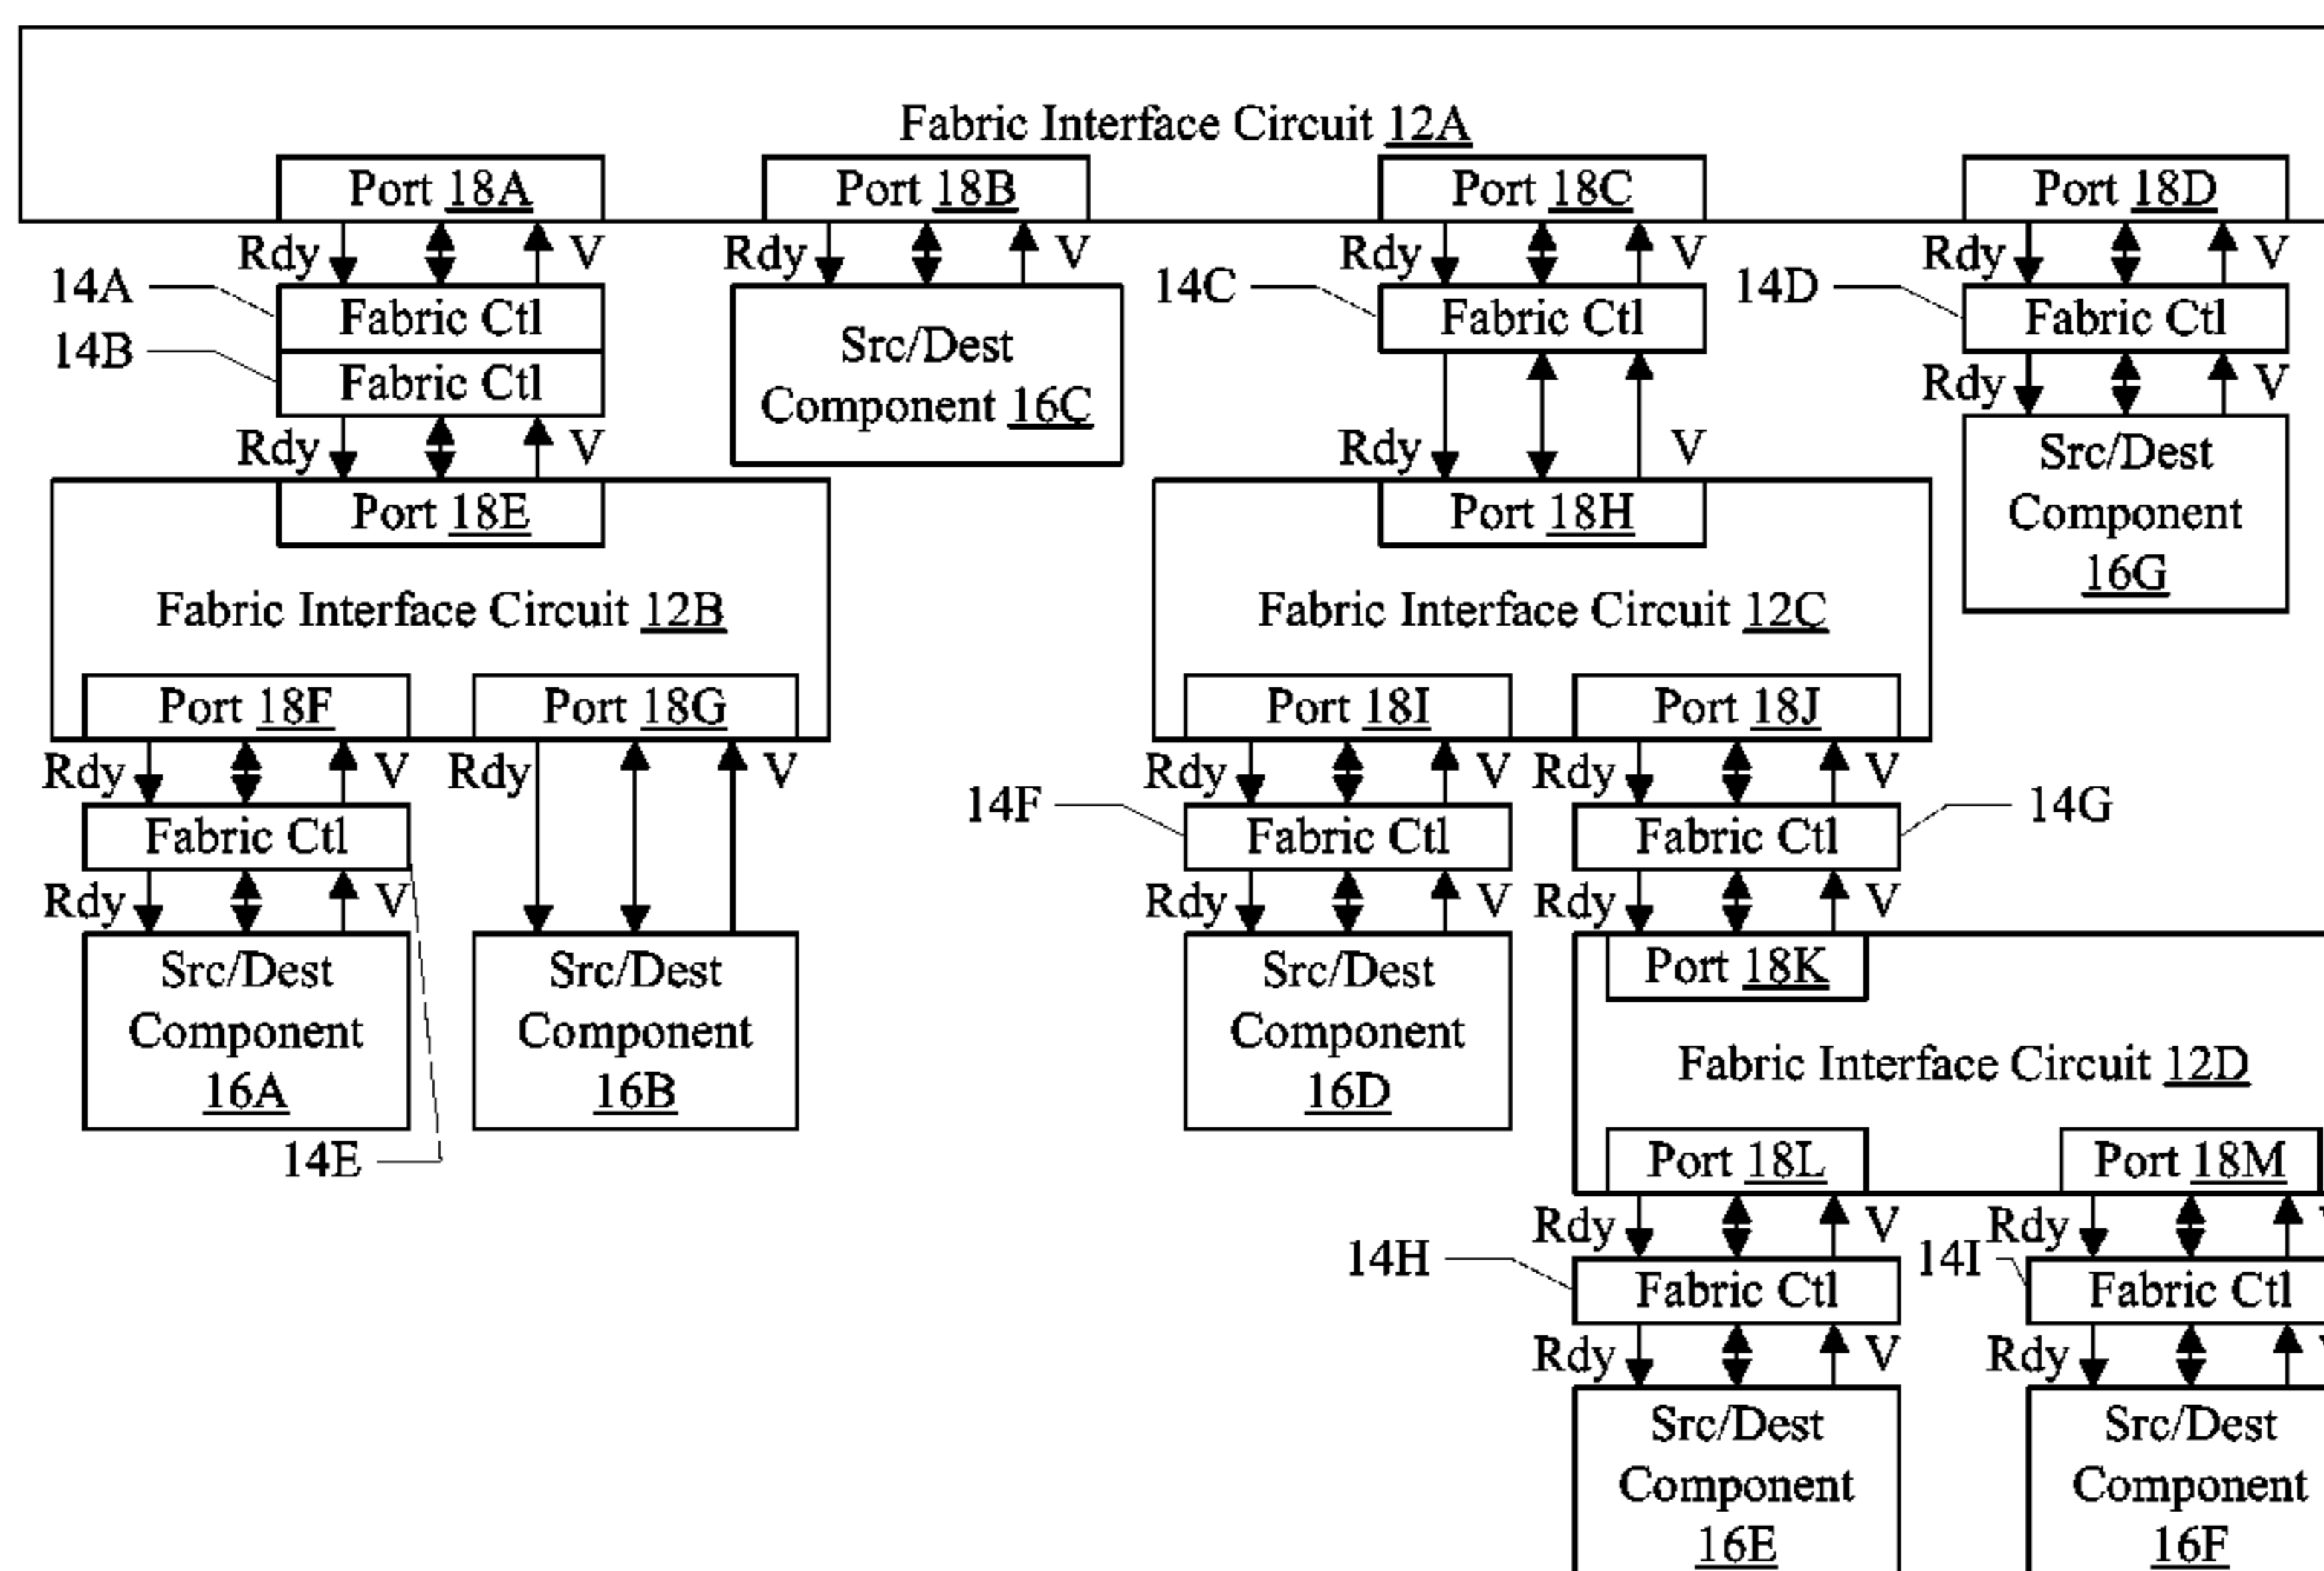 Fabric Interface Circuit 12A
Port 18A
Port 18B
Port 18C
Port 18D
Rdy
V
Rdy
V
Rdy
V
Rdy
V
14A
Fabric Ctl
14B
Fabric Ctl
Rdy
V
Src/Dest
Component 16C
14C
Fabric Ctl
Rdy
V
14D
Fabric Ctl
Rdy
V
Src/Dest
Component
16G
Port 18E
Fabric Interface Circuit 12B
Port 18F
Port 18G
Port 18H
Fabric Interface Circuit 12C
Port 18I
Port 18J
Rdy
V
Rdy
V
Rdy
V
Rdy
V
Fabric Ctl
14F
Fabric Ctl
Fabric Ctl
14G
Rdy
V
Rdy
V
Rdy
V
Src/Dest
Component
16A
Src/Dest
Component
16B
14E
Src/Dest
Component
16D
Port 18K
Fabric Interface Circuit 12D
Port 18L
Port 18M
Rdy
V
Rdy
14H
Fabric Ctl
14I
Fabric Ctl
Rdy
V
Rdy
Src/Dest
Component
16E
Src/Dest
Component
16F